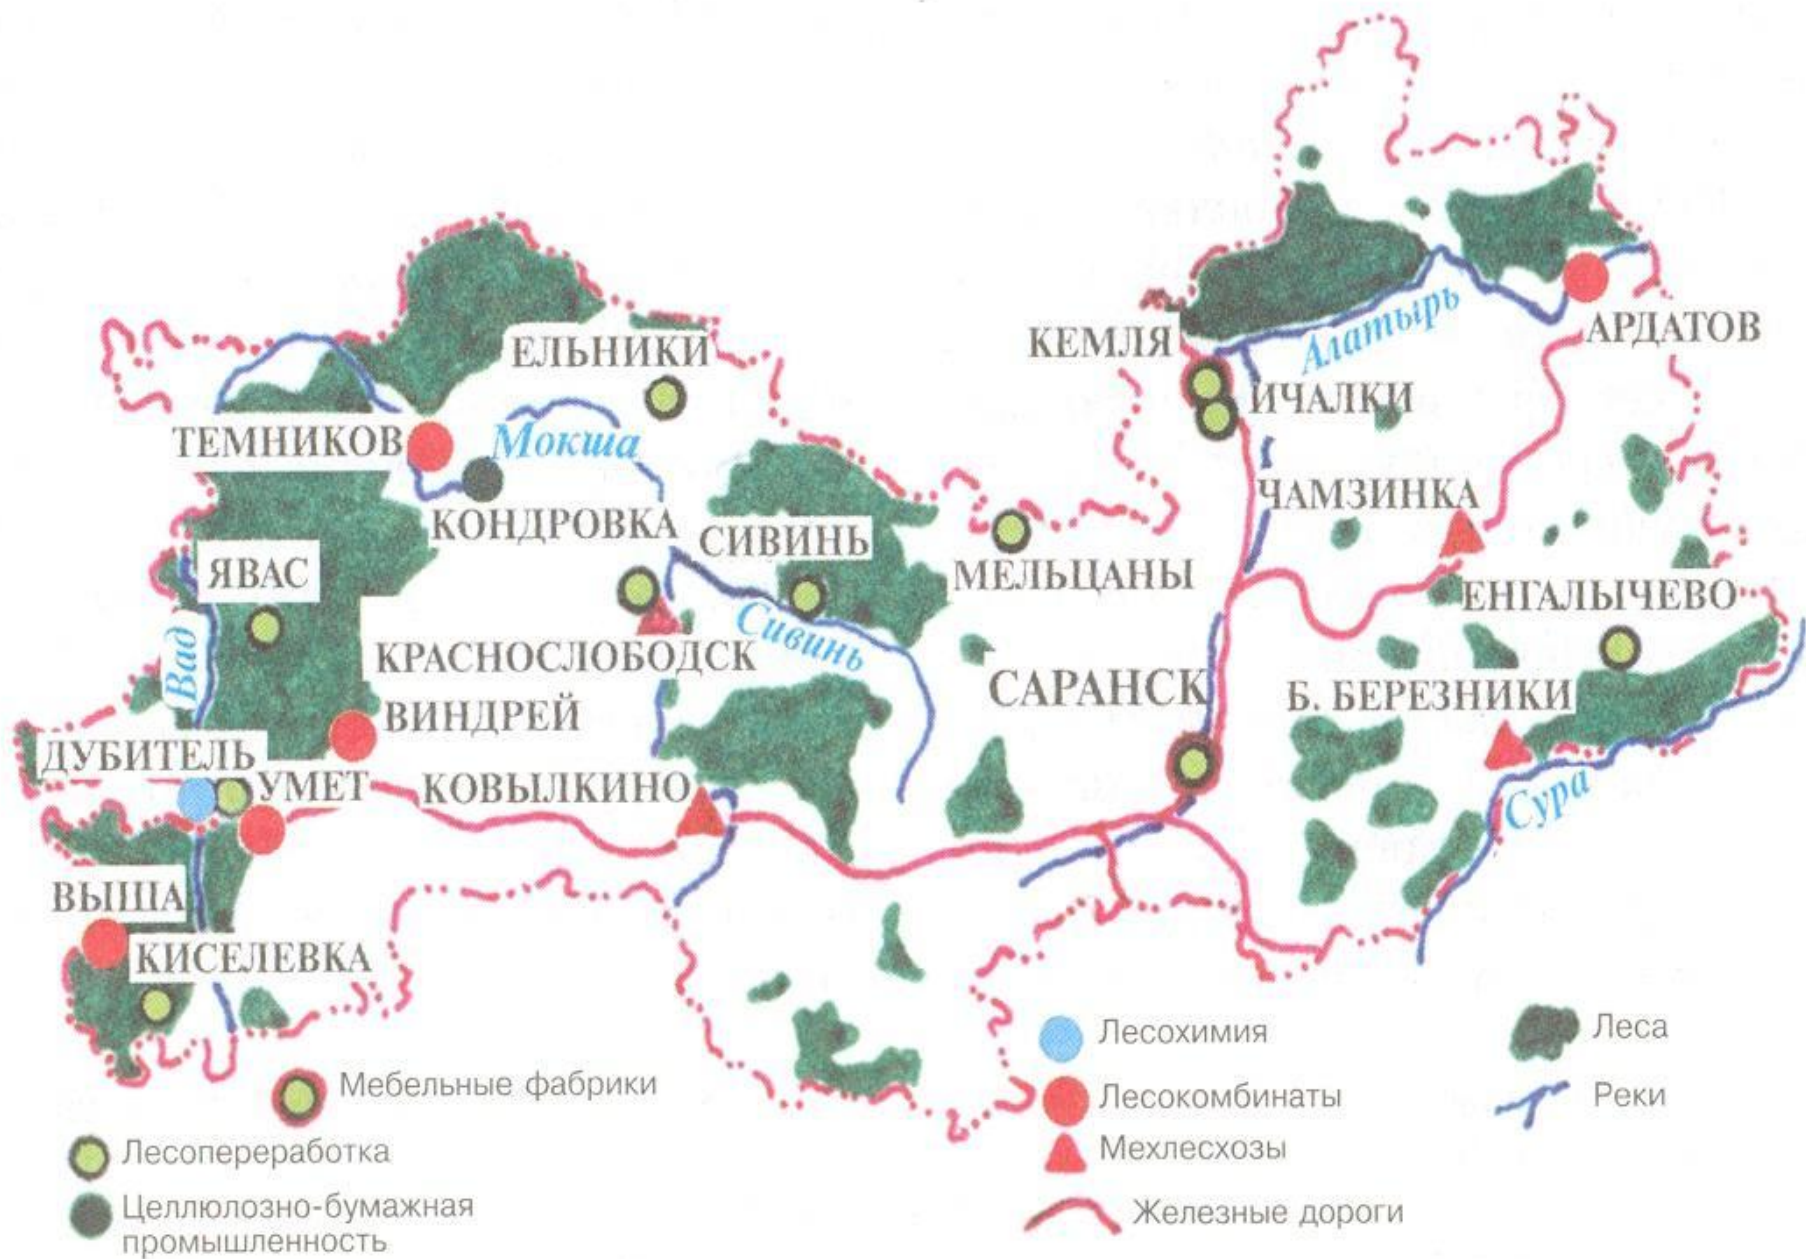 КЕМЛЯ
Алатырь
АРДАТОВ
ЕЛЬНИКИ
ИЧАЛКИ
ТЕМНИКОВ
Мокша
ЧАМЗИНКА
КОНДРОВКА
СИВИНЬ
ЯВАС
МЕЛЬЦАНЫ
ЕНГАЛЫЧЕВО
Вад
Сивинь
КРАСНОСЛОБОДСК
САРАНСК
Б. БЕРЕЗНИКИ
ВИНДРЕЙ
ДУБИТЕЛЬ
УМЕТ
КОВЫЛКИНО
Сура
ВЫША
КИСЕЛЕВКА
Мебельные фабрики
Лесопереработка
Целлюлозно-бумажная
промышленность
Лесохимия
Лесокомбинаты
Мехлесхозы
Железные дороги
Леса
Реки